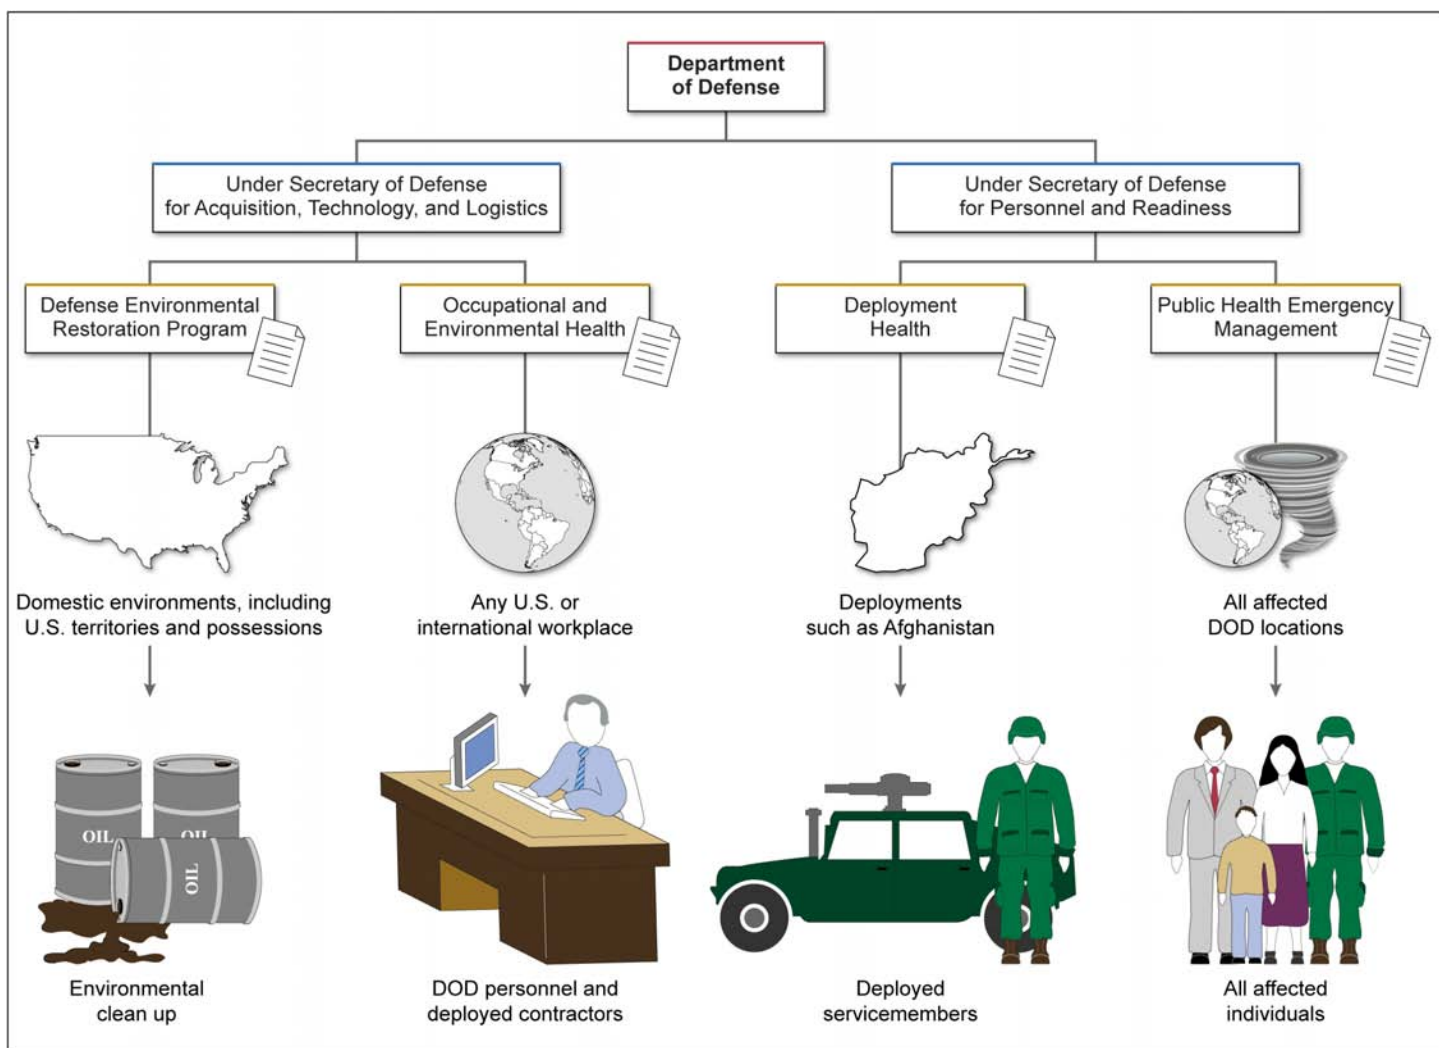 Department
of Defense
Under Secretary of Defense
for Acquisition, Technology, and Logistics
Under Secretary of Defense
for Personnel and Readiness
Defense Environmental
Restoration Program
Occupational and
Environmental Health
Deployment
Health
Public Health Emergency
Management
Domestic environments, including
U.S. territories and possessions
Any U.S. or
international workplace
Deployments
such as Afghanistan
All affected
DOD locations
OIL
OIL
OIL
Environmental
clean up
DOD personnel and
deployed contractors
Deployed
servicemembers
All affected
individuals